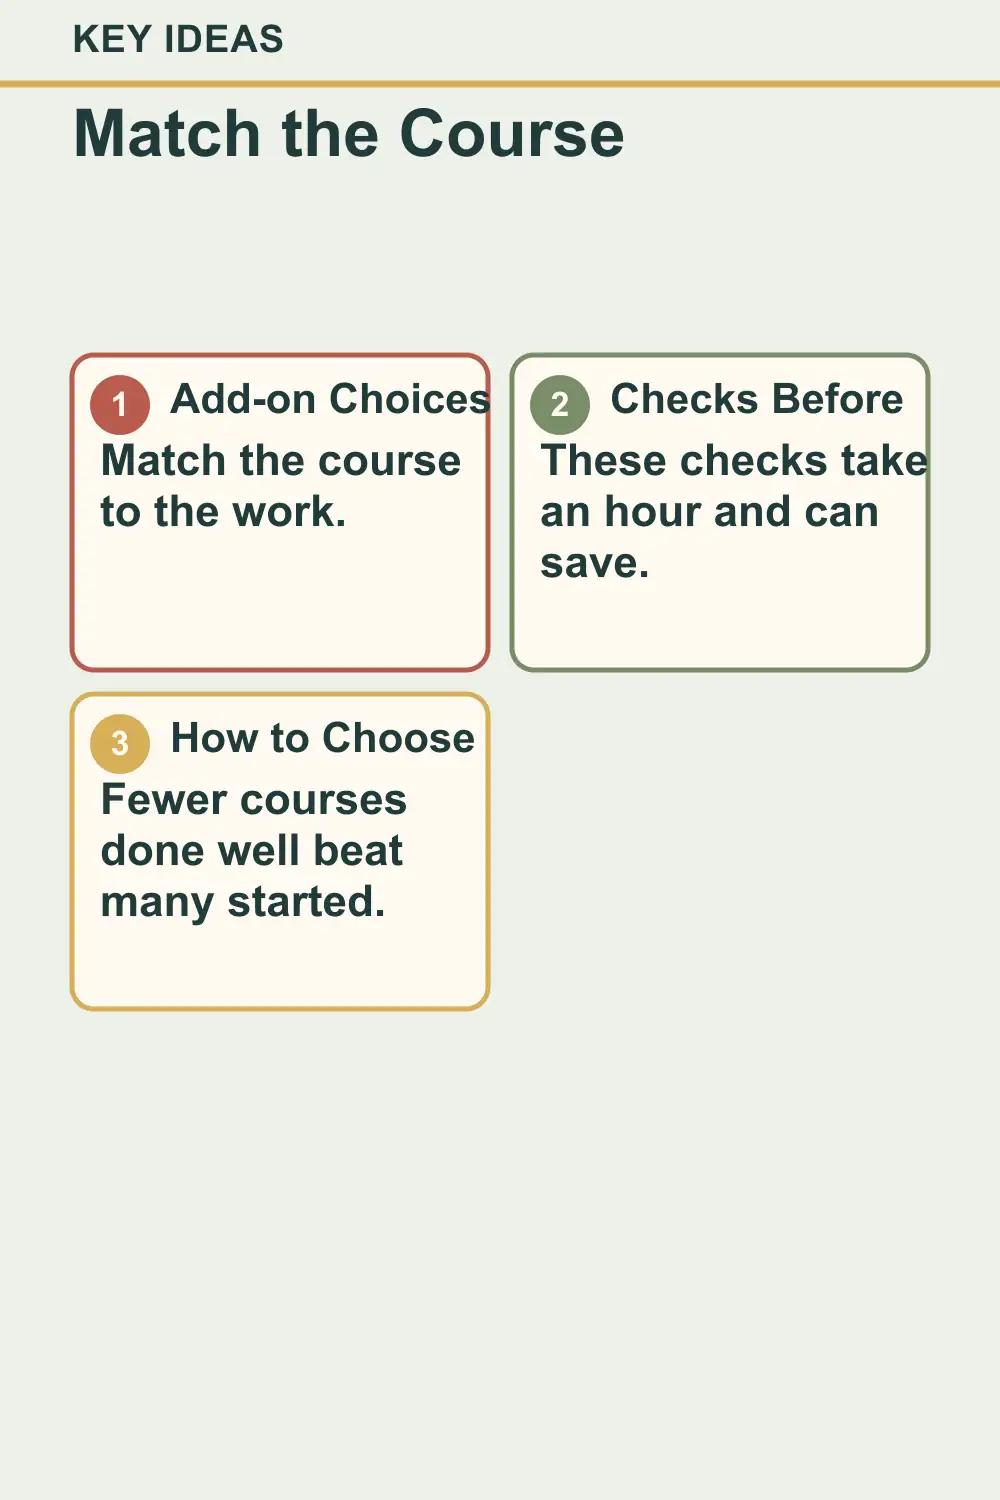 KEY IDEAS
Match the Course
1 Add-on Choices
Match the course
to the work.
2 Checks Before
These checks take
an hour and can
save.
3 How to Choose
Fewer courses
done well beat
many started.